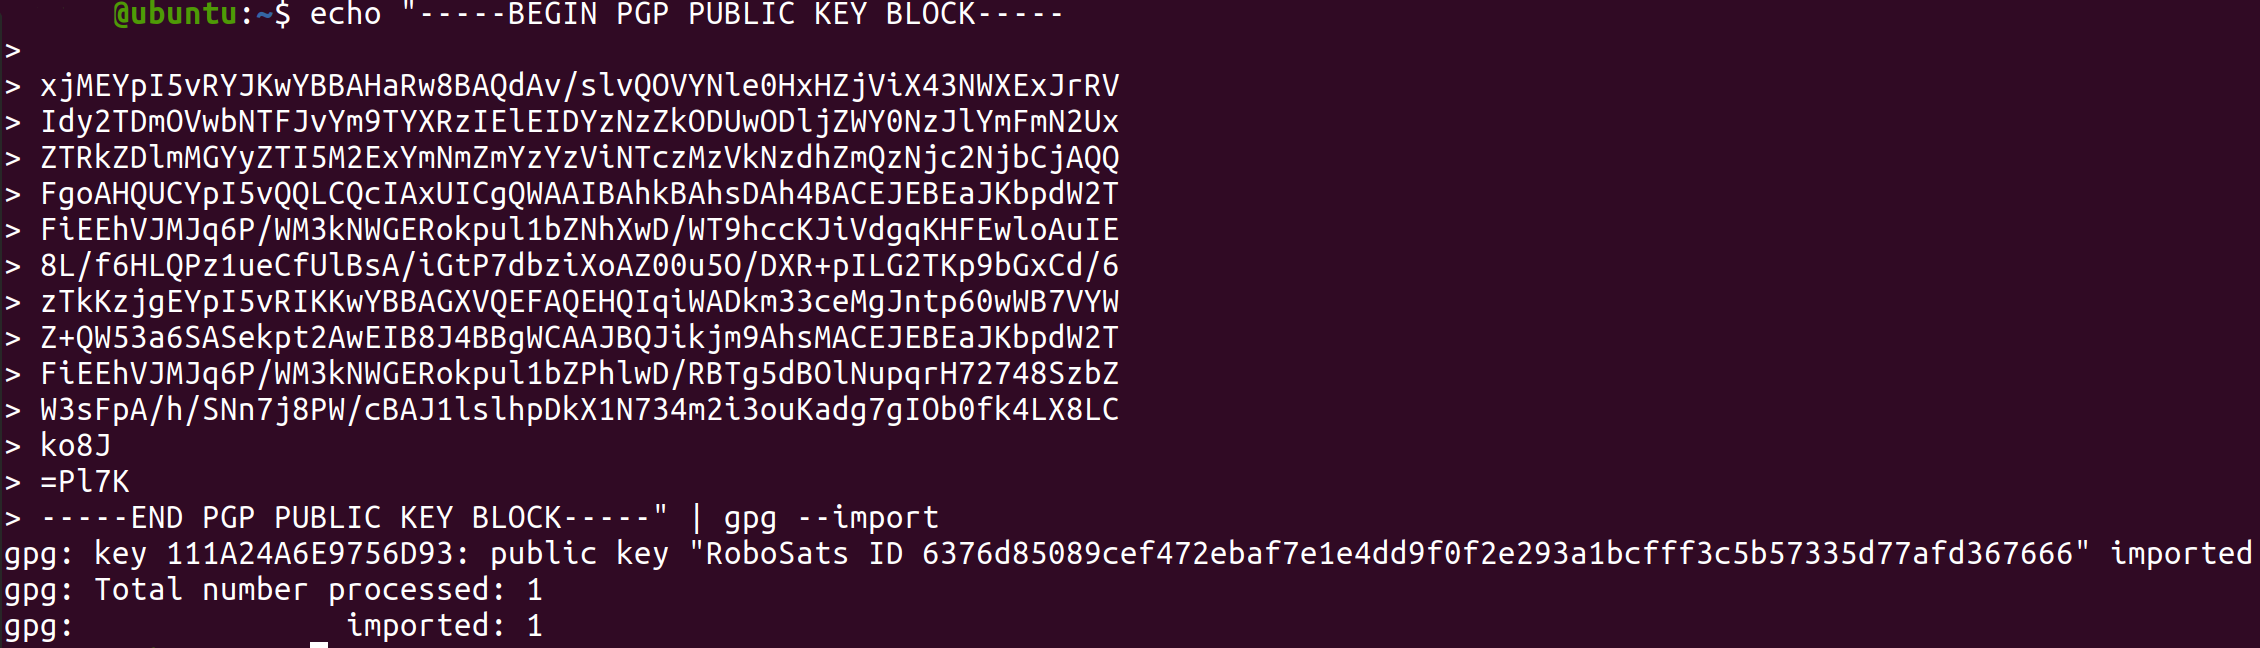 @ubuntu:~$ echo "-----BEGIN PGP PUBLIC KEY BLOCK-----
>
> xjMEYpI5vRYJKwYBBAHaRw8BAQdAv/slvQOVYNle0HxHZjViX43NWXExJrRV
> Idy2TDmOVwbNTFJvYm9TYXRzIElEIDYzNzZkODUwODljZWY0NzJlYmFmN2Ux
> ZTRkZDlmMGYyZTI5M2ExYmNmZmYzYzViNTczMzVkNzdhZmQzNjc2NjbCjAQQ
> FgoAHQUCYpI5vQQLCQcIAxUICgQWAAIBAhkBAhsDAh4BACEJEBEaJKbpdW2T
> FiEEhVJMJq6P/WM3kNWGERokpul1bZNhXwD/WT9hccKJiVdgqKHFEwloAuIE
> 8L/f6HLQPz1ueCfUlBsA/iGtP7dbziXoAZ00u5O/DXR+pILG2TKp9bGxCd/6
> zTkKzjgEYpI5vRIKKwYBBAGXVQEFAQEHQIqiWADkm33ceMgJntp60wWB7VYW
> Z+QW53a6SASekpt2AwEIB8J4BBgWCAAJBQJikjm9AhsMACEJEBEaJKbpdW2T
> FiEEhVJMJq6P/WM3kNWGERokpul1bZPhlwD/RBTg5dBOlNupqrH72748SzbZ
> W3sFpA/h/SNn7j8PW/cBAJ1lslhpDkX1N734m2i3ouKadg7gIOb0fk4LX8LC
> ko8J
> =Pl7K
> -----END PGP PUBLIC KEY BLOCK-----" | gpg --import
gpg: key 111A24A6E9756D93: public key "RoboSats ID 6376d85089cef472ebaf7e1e4dd9f0f2e293a1bcfff3c5b57335d77afd367666" imported
gpg: Total number processed: 1
gpg:               imported: 1